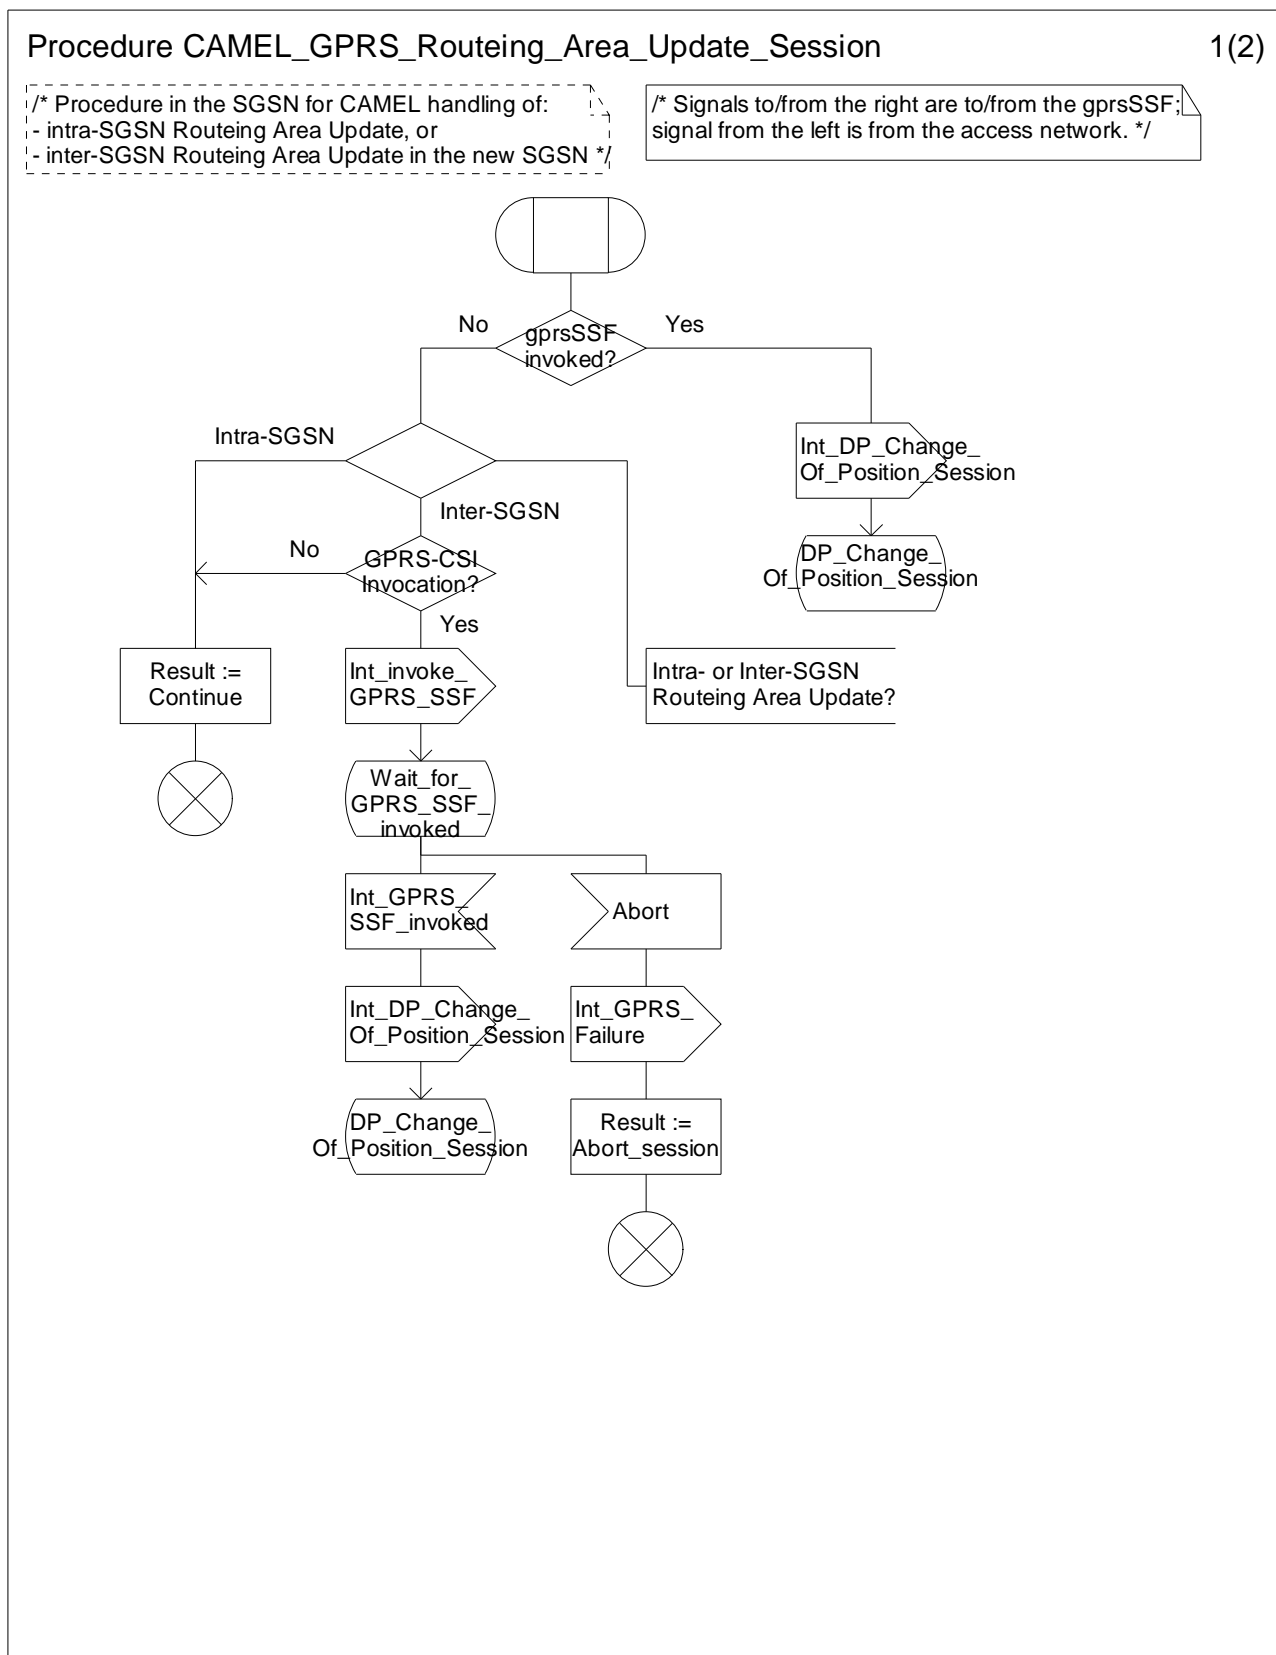 Procedure CAMEL_GPRS_Routeing_Area_Update_Session
1(2)
/* Procedure in the SGSN for CAMEL handling of:
- intra-SGSN Routeing Area Update, or
- inter-SGSN Routeing Area Update in the new SGSN */
/* Signals to/from the right are to/from the gprsSSF;
signal from the left is from the access network. */
gprsSSF
invoked?
No
Yes
Intra-SGSN
Inter-SGSN
Int_DP_Change_
Of_Position_Session
DP_Change_
Of_Position_Session
No
GPRS-CSI
Invocation?
Yes
Result :=
Continue
Int_invoke_
GPRS_SSF
Intra- or Inter-SGSN
Routeing Area Update?
Wait_for_
GPRS_SSF_
invoked
Int_GPRS_
SSF_invoked
Abort
Int_DP_Change_
Of_Position_Session
Int_GPRS_
Failure
DP_Change_
Of_Position_Session
Result :=
Abort_session